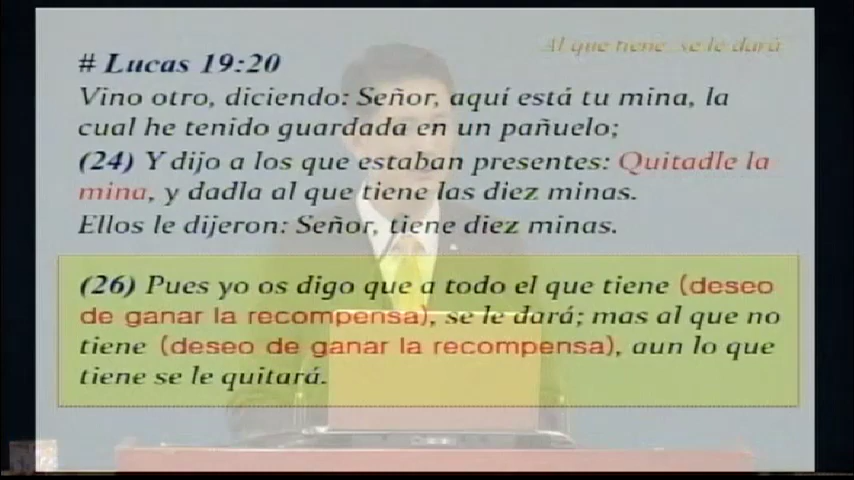 Al que tiene, se le dará
# Lucas 19:20
Vino otro, diciendo: Señor, aquí está tu mina, la
cual he tenido guardada en un pañuelo;
(24) Y dijo a los que estaban presentes: Quitadle la
mina, y dadla al que tiene las diez minas.
Ellos le dijeron: Señor, tiene diez minas.
(26) Pues yo os digo que a todo el que tiene (deseo
de ganar la recompensa), se le dará; mas al que no
tiene (deseo de ganar la recompensa), aun lo que
tiene se le quitará.